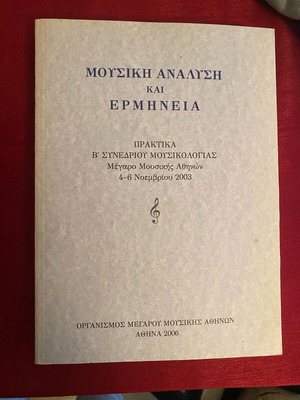 ΜΟΥΣΙΚΗ ΑΝΑΛΥΣΗ
ΚΑΙ
ΕΡΜΗΝΕΙΑ
ΠΡΑΚΤΙΚΑ
Β' ΣΥΝΕΔΡΙΟΥ ΜΟΥΣΙΚΟΛΟΓΙΑΣ
Μέγαρο Μουσικής Αθηνών
4-6 Νοεμβρίου 2003
ΟΡΓΑΝΙΣΜΟΣ ΜΕΓΑΡΟΥ ΜΟΥΣΙΚΗΣ ΑΘΗΝΩΝ
ΑΘΗΝΑ 2006